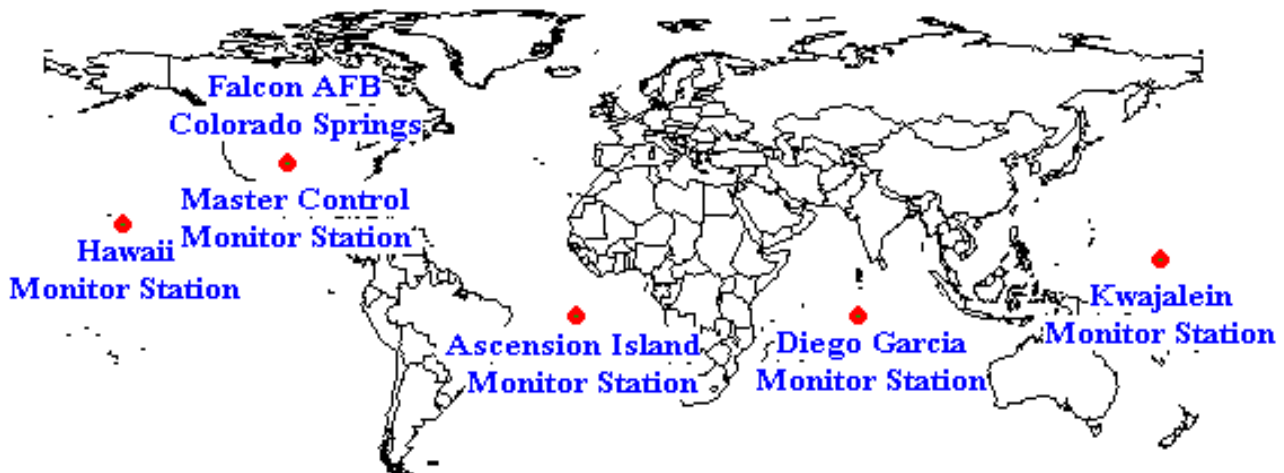 Falcon AFB
Colorado Springs
Master Control
Monitor Station
Hawaii
Monitor Station
Ascension Island
Monitor Station
Diego Garcia
Monitor Station
Kwajalein
Monitor Station